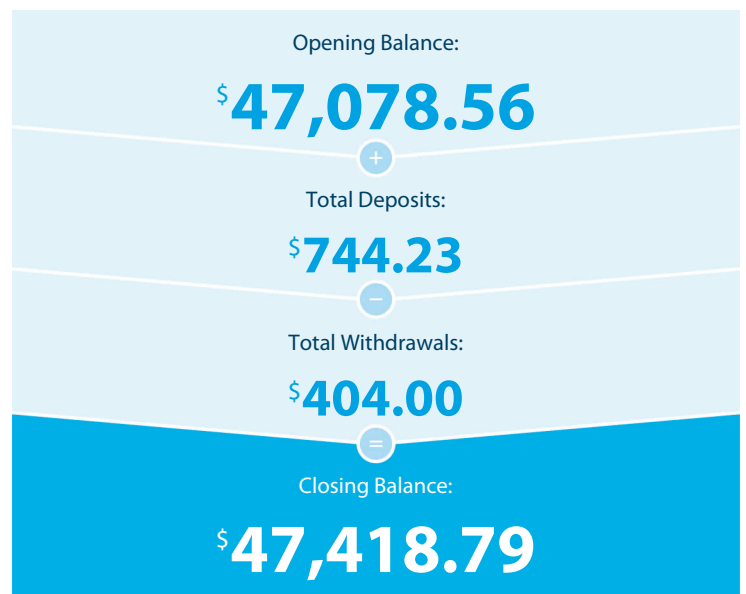 Opening Balance:
$47,078.56
+
Total Deposits:
$744.23
−
Total Withdrawals:
$404.00
=
Closing Balance:
$47,418.79